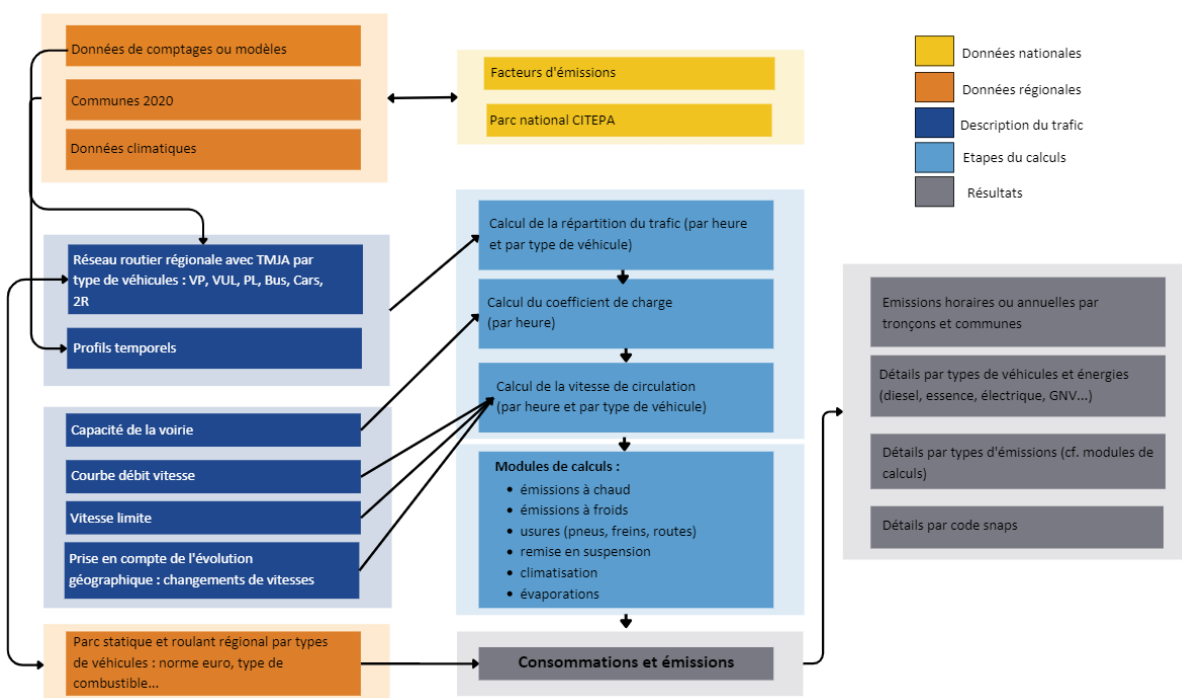 Données de comptages ou modèles
Communes 2020
Données climatiques
Facteurs d'émissions
Parc national CITEPA
Données nationales
Données régionales
Description du trafic
Etapes du calculs
Résultats
Réseau routier régionale avec TMJA par
type de véhicules : VP, VUL, PL, Bus, Cars,
2R
Profils temporels
Capacité de la voirie
Courbe débit vitesse
Vitesse limite
Prise en compte de l'évolution
géographique : changements de vitesses
Parc statique et roulant régional par types
de véhicules : norme euro, type de
combustible...
Calcul de la répartition du trafic (par heure
et par type de véhicule)
Calcul du coefficient de charge
(par heure)
Calcul de la vitesse de circulation
(par heure et par type de véhicule)
Modules de calculs :
• émissions à chaud
• émissions à froids
• usures (pneus, freins, routes)
• remise en suspension
• climatisation
• évaporations
Consommations et émissions
Emissions horaires ou annuelles par
tronçons et communes
Détails par types de véhicules et énergies
(diesel, essence, électrique, GNV...)
Détails par types d'émissions (cf. modules de
calculs)
Détails par code snaps